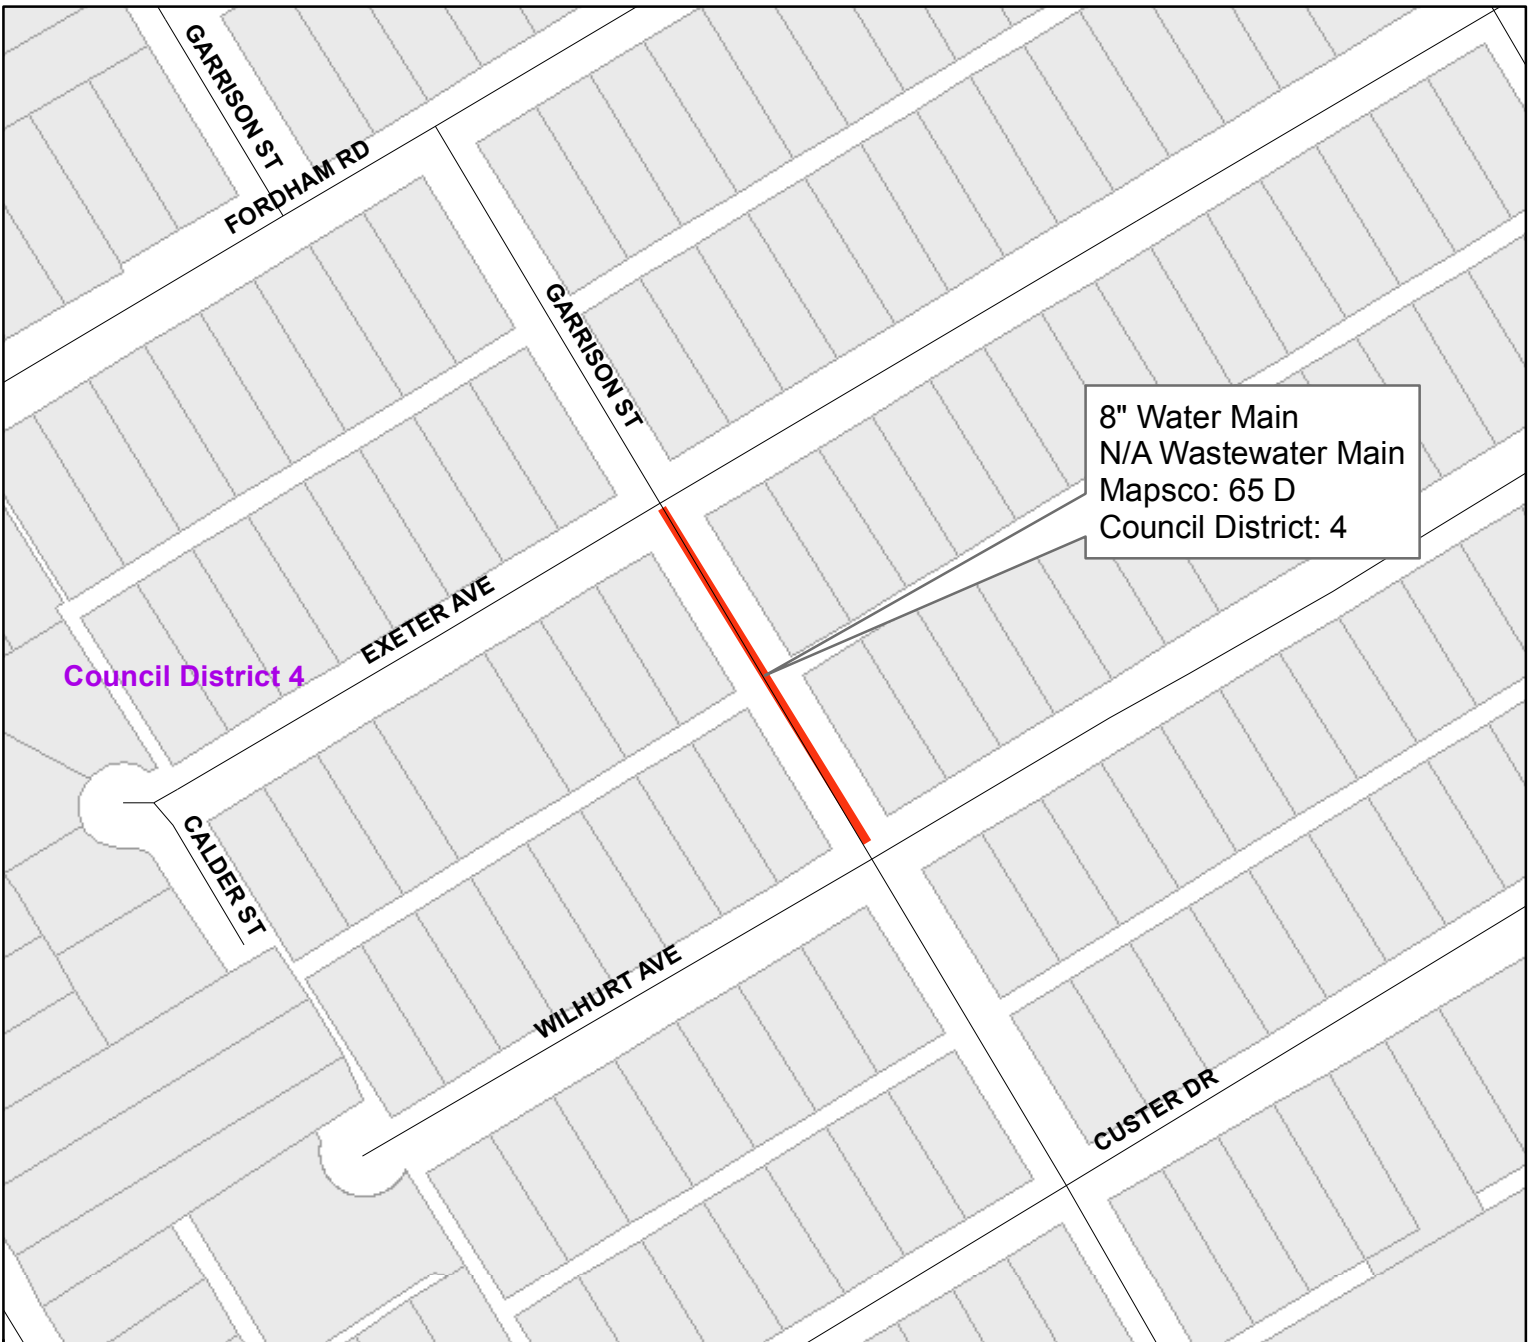 GARRISON ST
FORDHAM RD
GARRISON ST
8" Water Main
N/A Wastewater Main
Mapsco: 65 D
Council District: 4
EXETER AVE
Council District 4
CALDER ST
WILHURT AVE
CUSTER DR